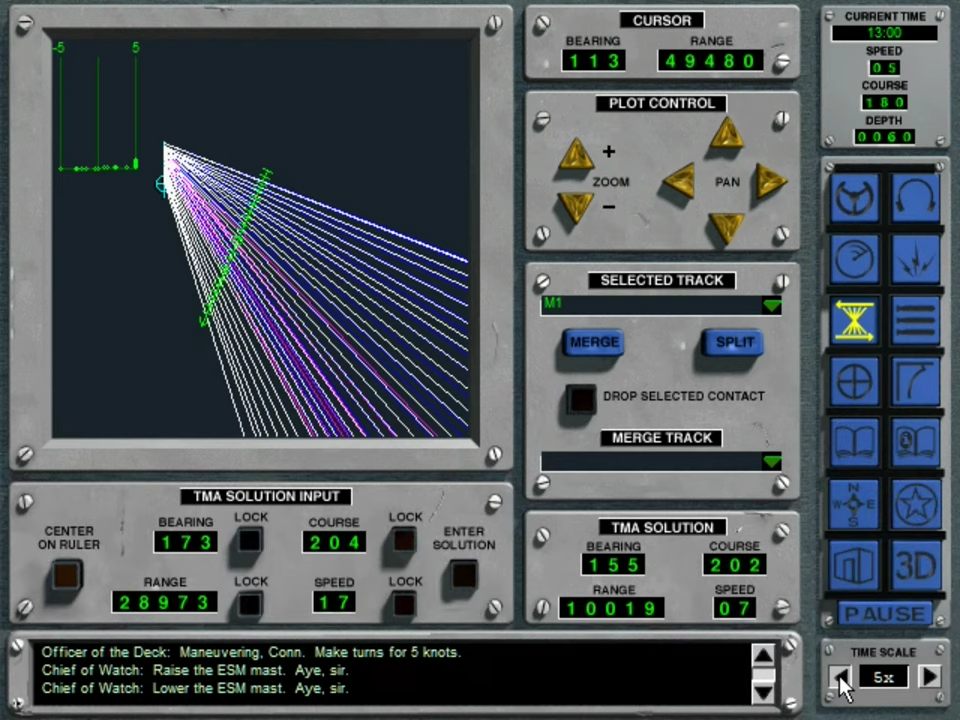 -5 5
CURSOR
BEARING RANGE
113 49480
PLOT CONTROL
+
ZOOM PAN
-
SELECTED TRACK
M1
MERGE SPLIT
DROP SELECTED CONTACT
MERGE TRACK
TMA SOLUTION INPUT
CENTER ON RULER
BEARING LOCK COURSE LOCK
173 204
ENTER SOLUTION
RANGE LOCK SPEED LOCK
28973 17
TMA SOLUTION
BEARING COURSE
155 202
RANGE SPEED
10019 07
Officer of the Deck: Maneuvering, Conn. Make turns for 5 knots.
Chief of Watch: Raise the ESM mast. Aye, sir.
Chief of Watch: Lower the ESM mast. Aye, sir.
CURRENT TIME
13:00
SPEED
05
COURSE
180
DEPTH
0060
N
W E
S
3D
PAUSE
TIME SCALE
5x